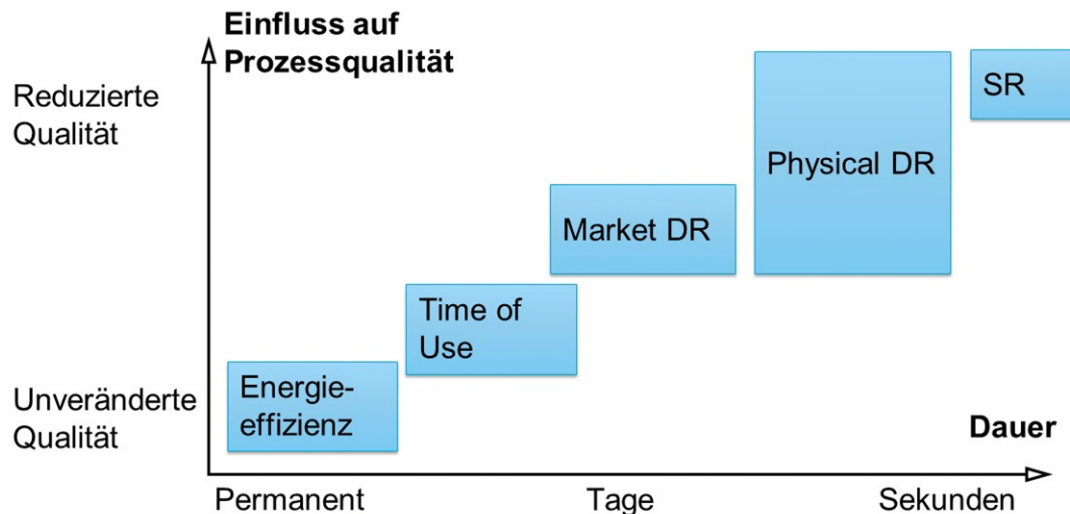 Einfluss auf
Prozessqualität
Reduzierte
Qualität
SR
Physical DR
Market DR
Time of
Use
Energie-
effizienz
Unveränderte
Qualität
Dauer
Permanent
Tage
Sekunden